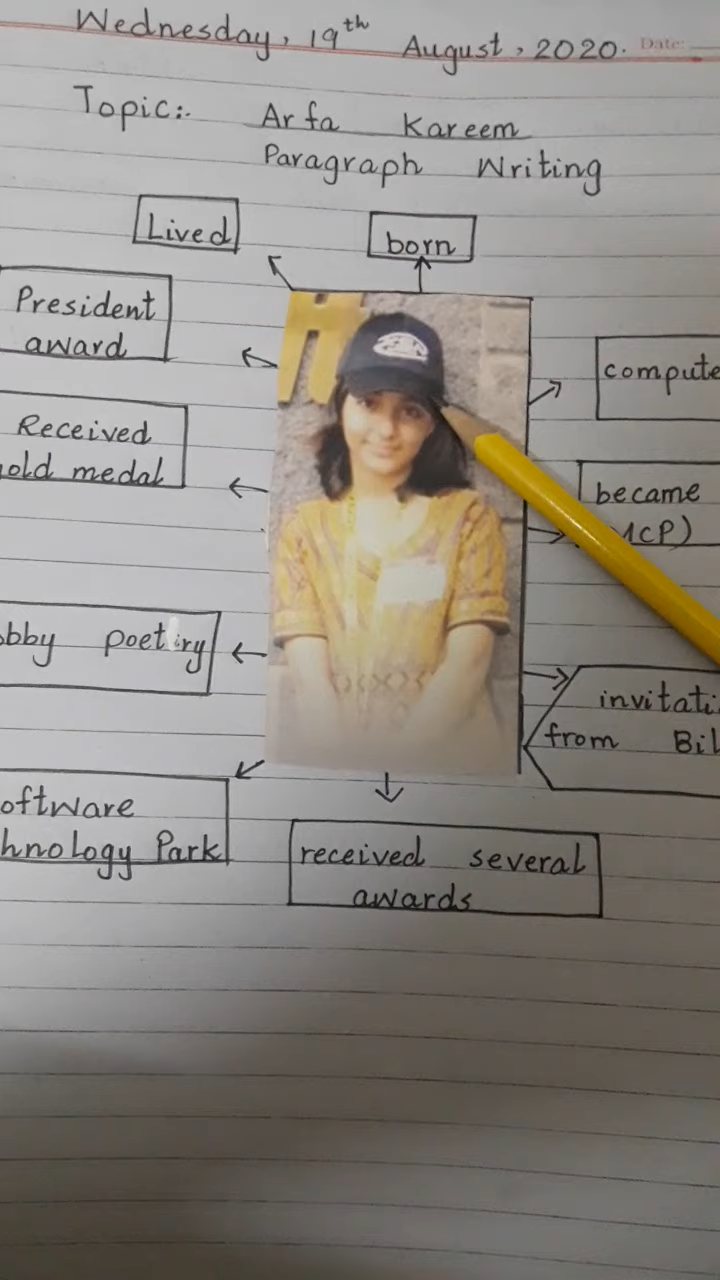 Wednesday, 19th August, 2020. Date:
Topic:. Arfa Kareem
Paragraph Writing
Lived
born
President
award
compute
Received
old medal
became
CP)
obby poetry
invitati
from Bil
oftware
hnology Park
received several
awards